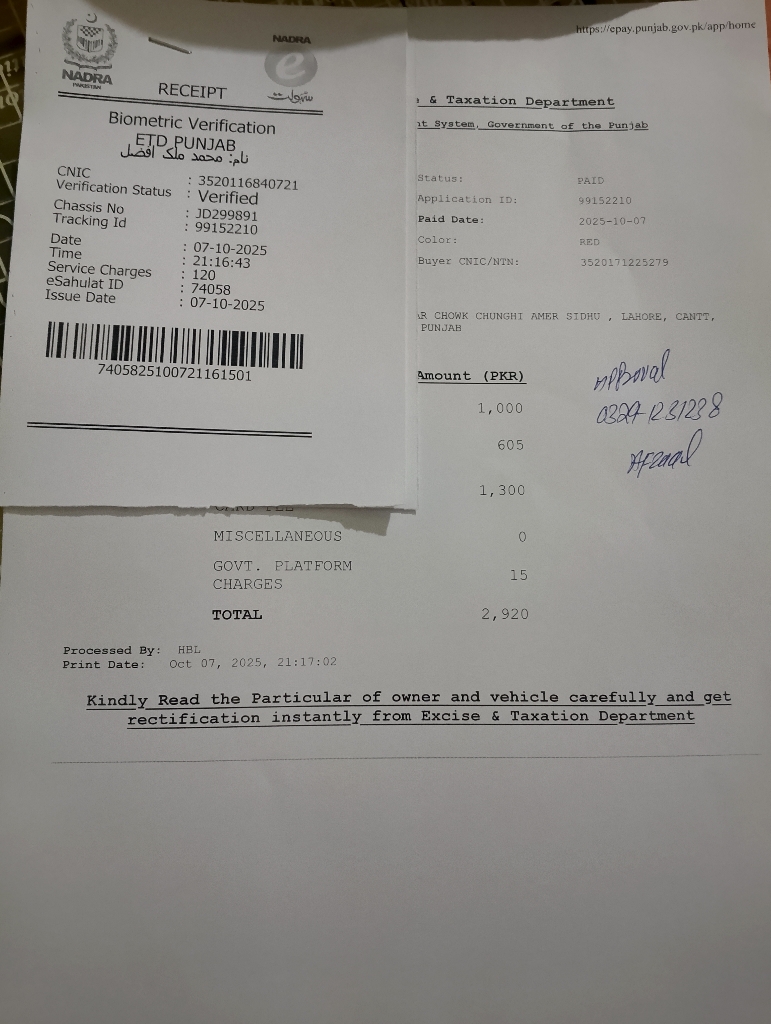 NADRA
PAKISTAN
NADRA
e
سہولت
RECEIPT
Biometric Verification
ETD PUNJAB
نام: محمد ملک افضل
CNIC : 3520116840721
Verification Status : Verified
Chassis No : JD299891
Tracking Id : 99152210
Date : 07-10-2025
Time : 21:16:43
Service Charges : 120
eSahulat ID : 74058
Issue Date : 07-10-2025
7405825100721161501
https://epay.punjab.gov.pk/app/home
& Taxation Department
System, Government of the Punjab
Status: PAID
Application ID: 99152210
Paid Date: 2025-10-07
Color: RED
Buyer CNIC/NTN: 3520171225279
CHOWK CHUNGHI AMER SIDHU , LAHORE, CANTT,
PUNJAB
Amount (PKR)
1,000
605
1,300
CARD FEE
MISCELLANEOUS 0
GOVT. PLATFORM
CHARGES 15
TOTAL 2,920
Processed By: HBL
Print Date: Oct 07, 2025, 21:17:02
Kindly Read the Particular of owner and vehicle carefully and get
rectification instantly from Excise & Taxation Department